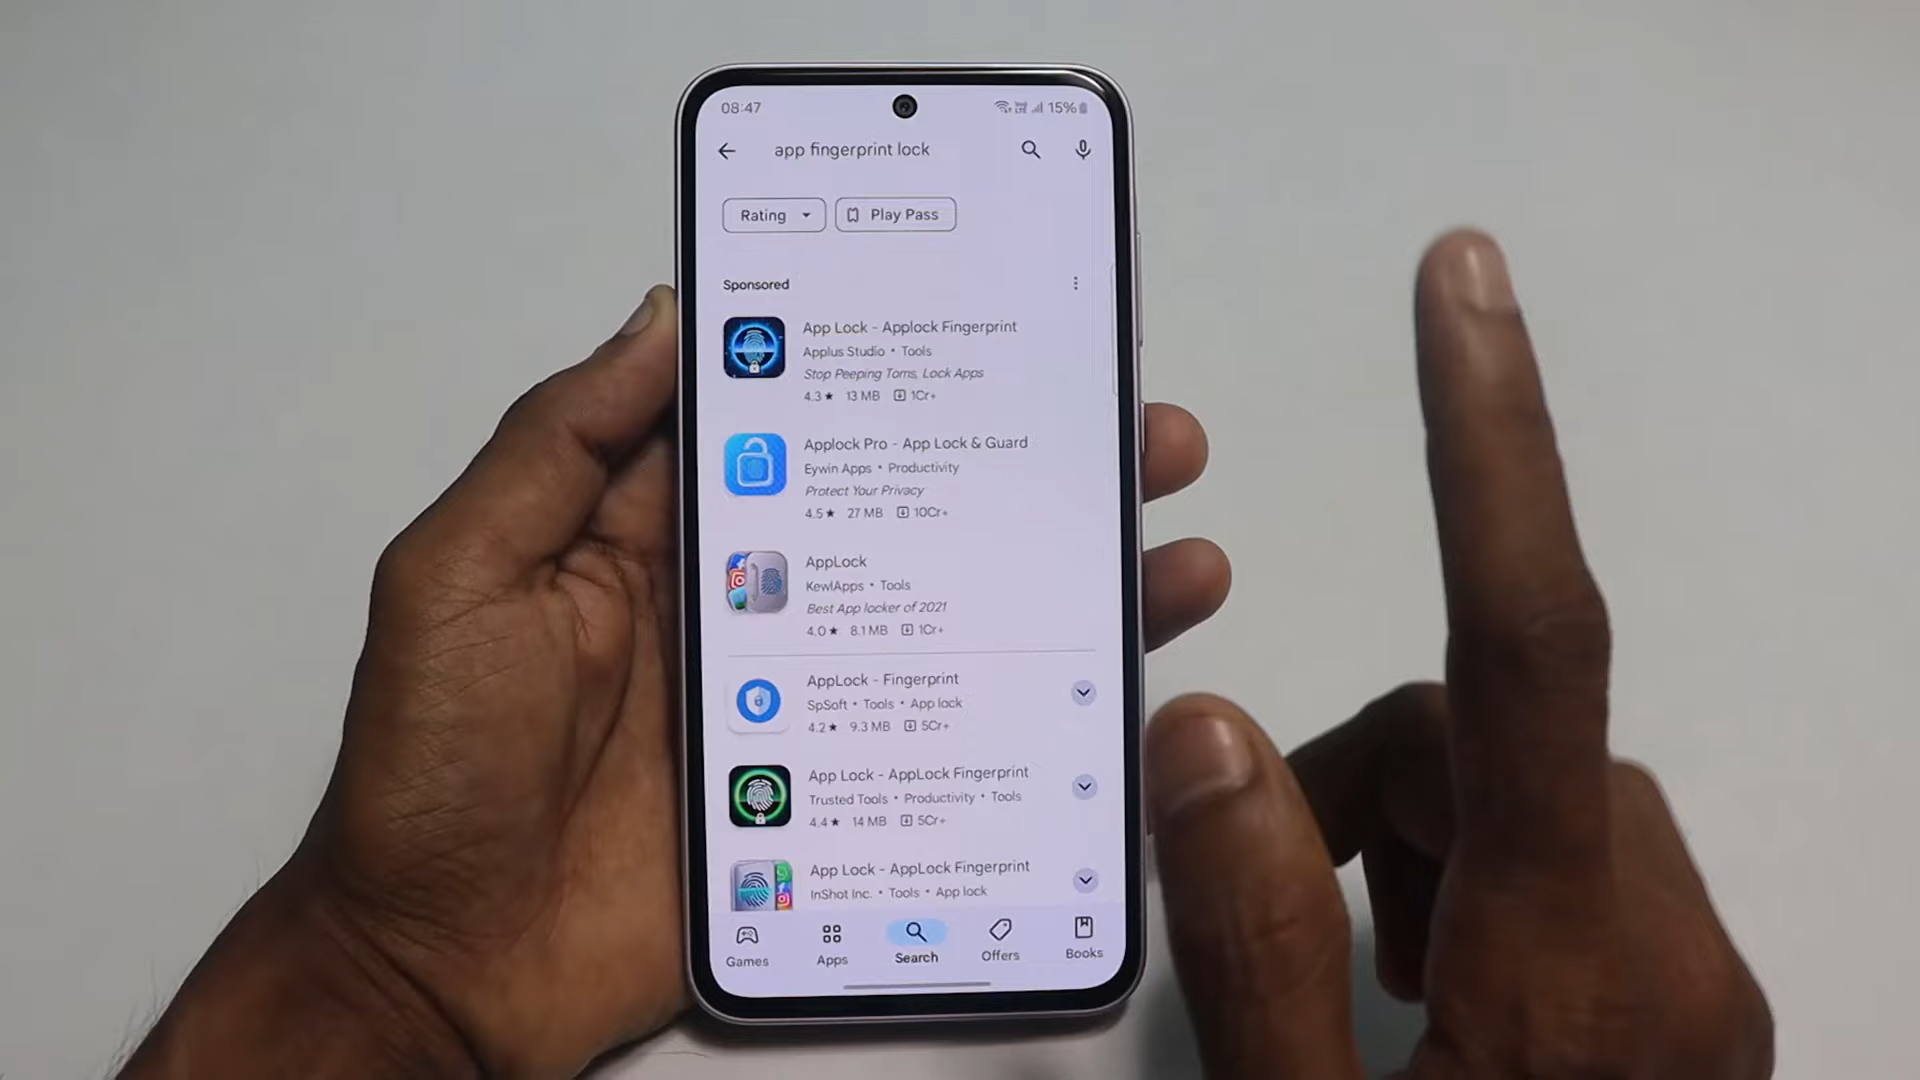 08:47
15%
app fingerprint lock
Rating
Play Pass
Sponsored
App Lock - Applock Fingerprint
Applus Studio • Tools
Stop Peeping Toms, Lock Apps
4.3★ 13 MB 1Cr+
Applock Pro - App Lock & Guard
Eywin Apps • Productivity
Protect Your Privacy
4.5★ 27 MB 10Cr+
AppLock
KewlApps • Tools
Best App locker of 2021
4.0★ 8.1 MB 1Cr+
AppLock - Fingerprint
SpSoft • Tools • App lock
4.2★ 9.3 MB 5Cr+
App Lock - AppLock Fingerprint
Trusted Tools • Productivity • Tools
4.4★ 14 MB 5Cr+
App Lock - AppLock Fingerprint
InShot Inc. • Tools • App lock
Games
Apps
Search
Offers
Books